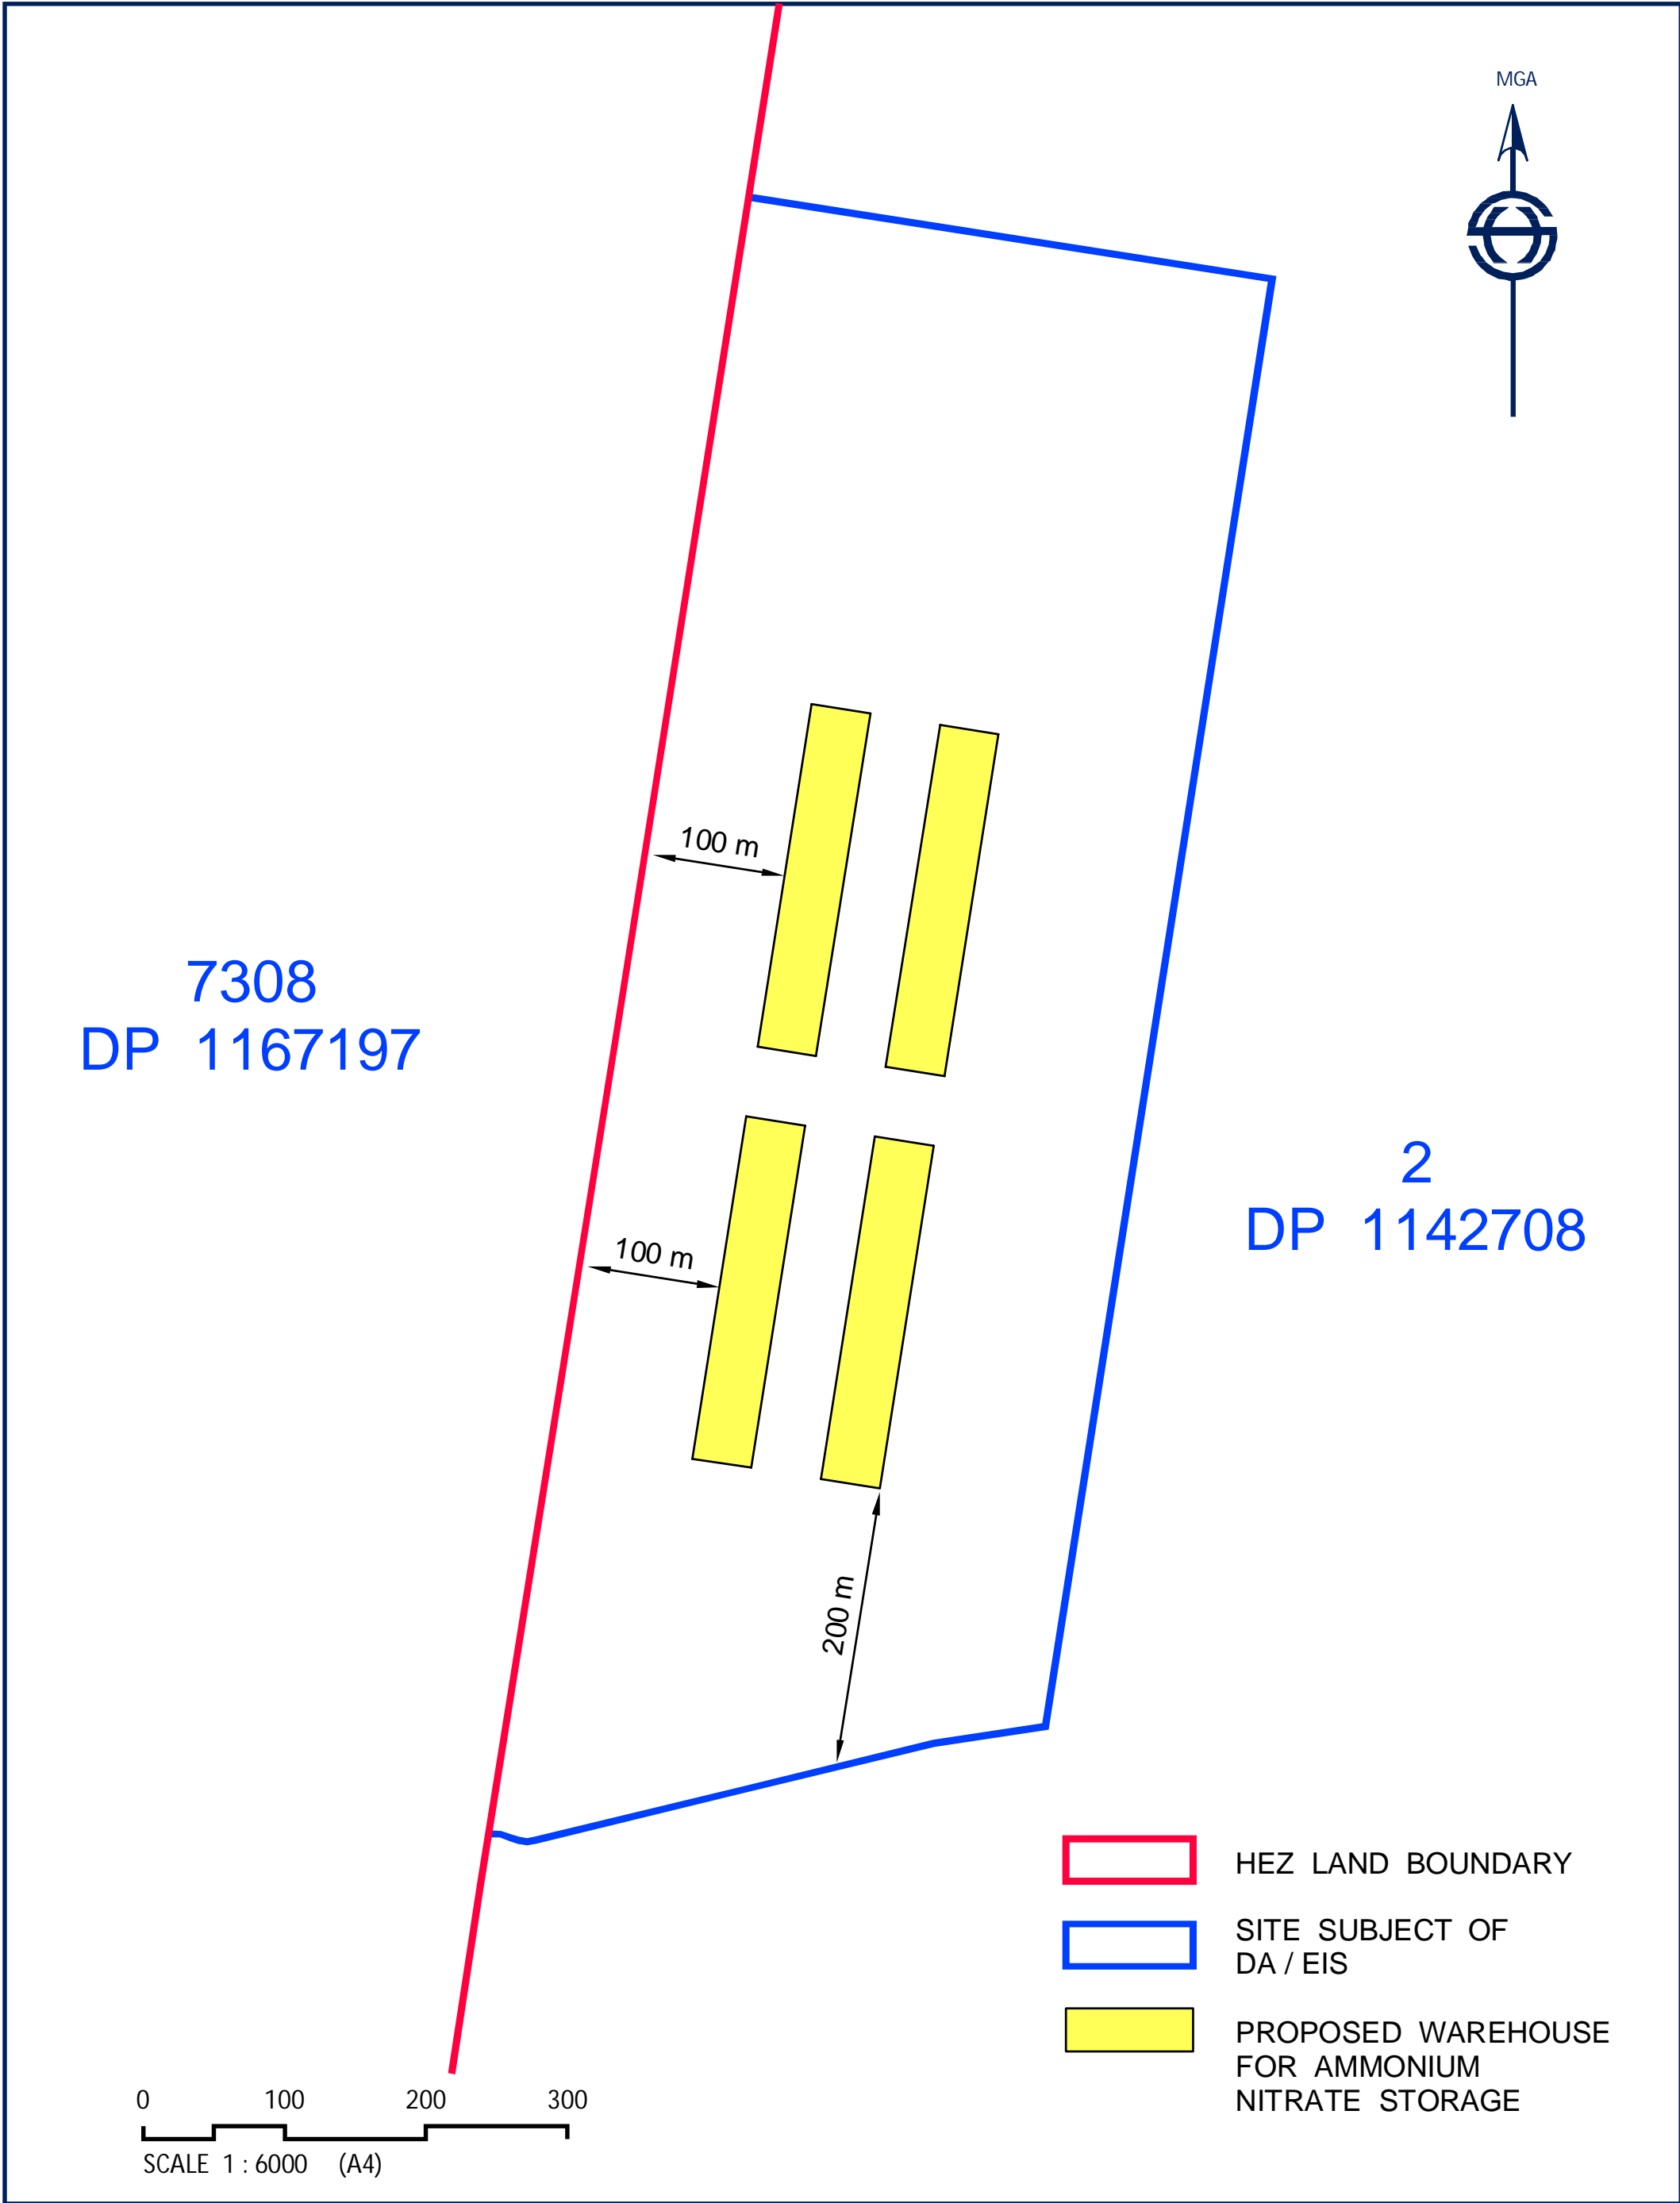 MGA
100 m
7308
DP 1167197
2
DP 1142708
100 m
200 m
HEZ LAND BOUNDARY
SITE SUBJECT OF
DA / EIS
PROPOSED WAREHOUSE
FOR AMMONIUM
NITRATE STORAGE
0 100 200 300
SCALE 1 : 6000 (A4)